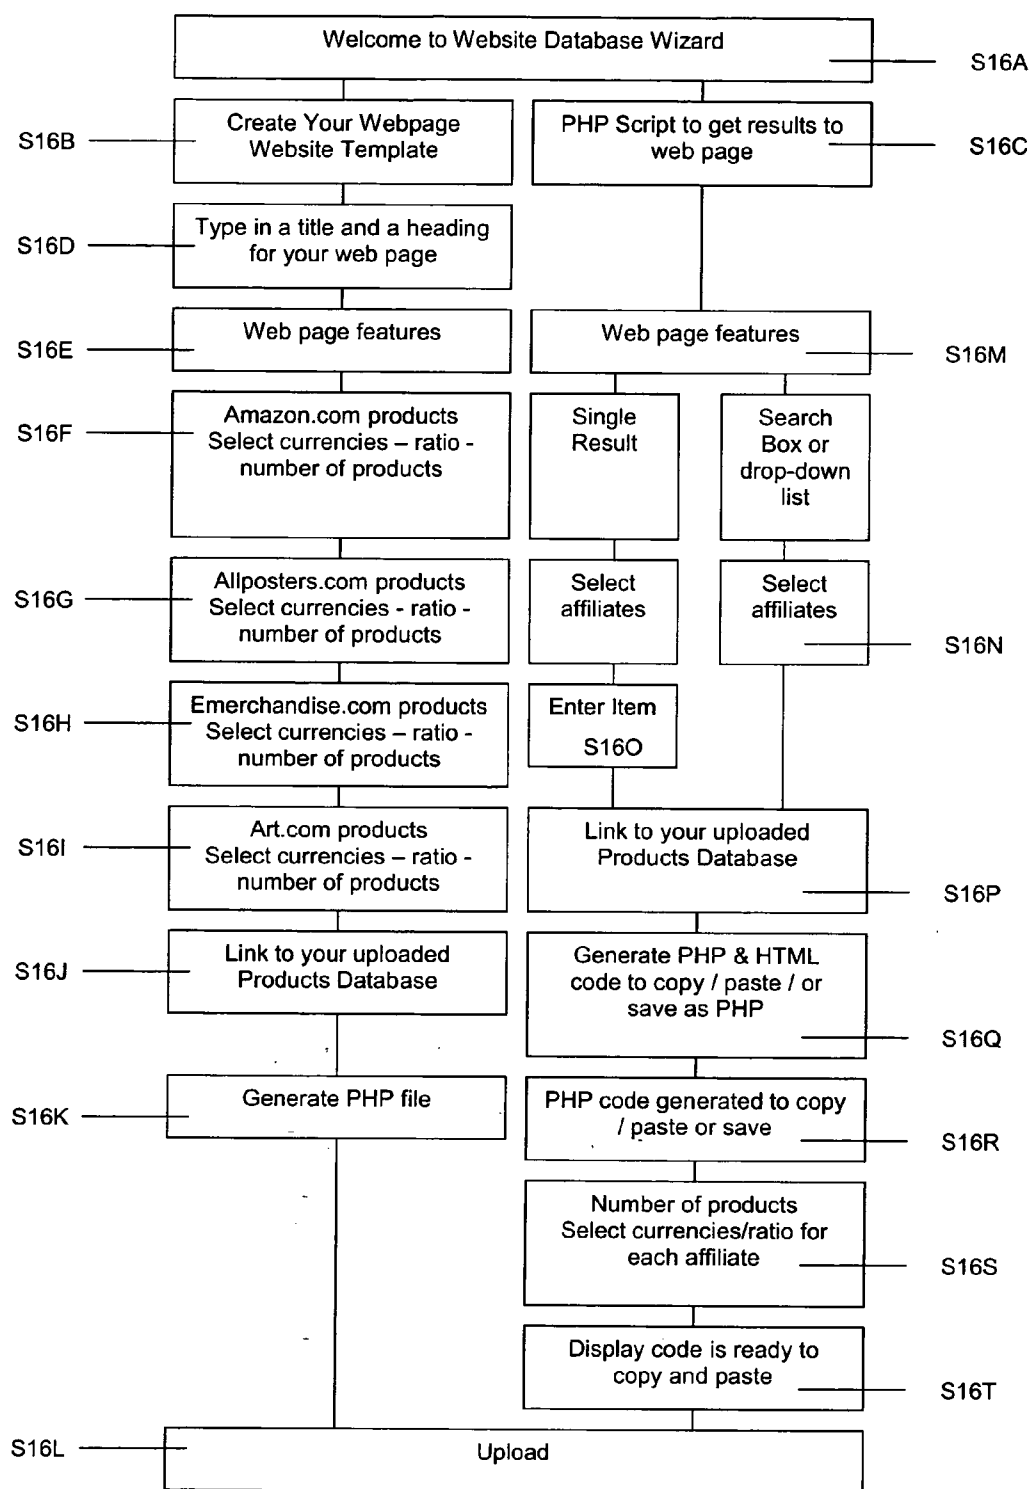 Welcome to Website Database Wizard
S16A
Create Your Webpage
Website Template
S16B
PHP Script to get results to
web page
S16C
Type in a title and a heading
for your web page
S16D
Web page features
S16E
Web page features
S16M
Amazon.com products
Select currencies – ratio -
number of products
S16F
Single
Result
Search
Box or
drop-down
list
Allposters.com products
Select currencies - ratio -
number of products
S16G
Select
affiliates
Select
affiliates
S16N
Emerchandise.com products
Select currencies – ratio -
number of products
S16H
Enter Item
S16O
Art.com products
Select currencies – ratio -
number of products
S16I
Link to your uploaded
Products Database
S16P
Link to your uploaded
Products Database
S16J
Generate PHP & HTML
code to copy / paste / or
save as PHP
S16Q
Generate PHP file
S16K
PHP code generated to copy
/ paste or save
S16R
Number of products
Select currencies/ratio for
each affiliate
S16S
Display code is ready to
copy and paste
S16T
Upload
S16L